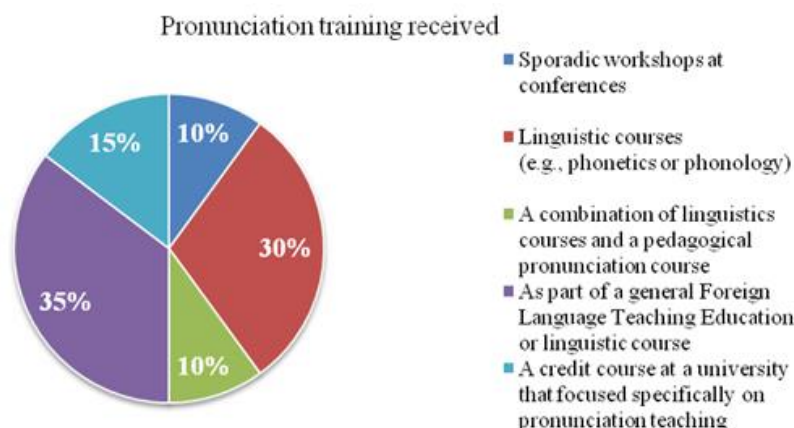 Pronunciation training received
10%
30%
10%
35%
15%
Sporadic workshops at
conferences
Linguistic courses
(e.g., phonetics or phonology)
A combination of linguistics
courses and a pedagogical
pronunciation course
As part of a general Foreign
Language Teaching Education
or linguistic course
A credit course at a university
that focused specifically on
pronunciation teaching